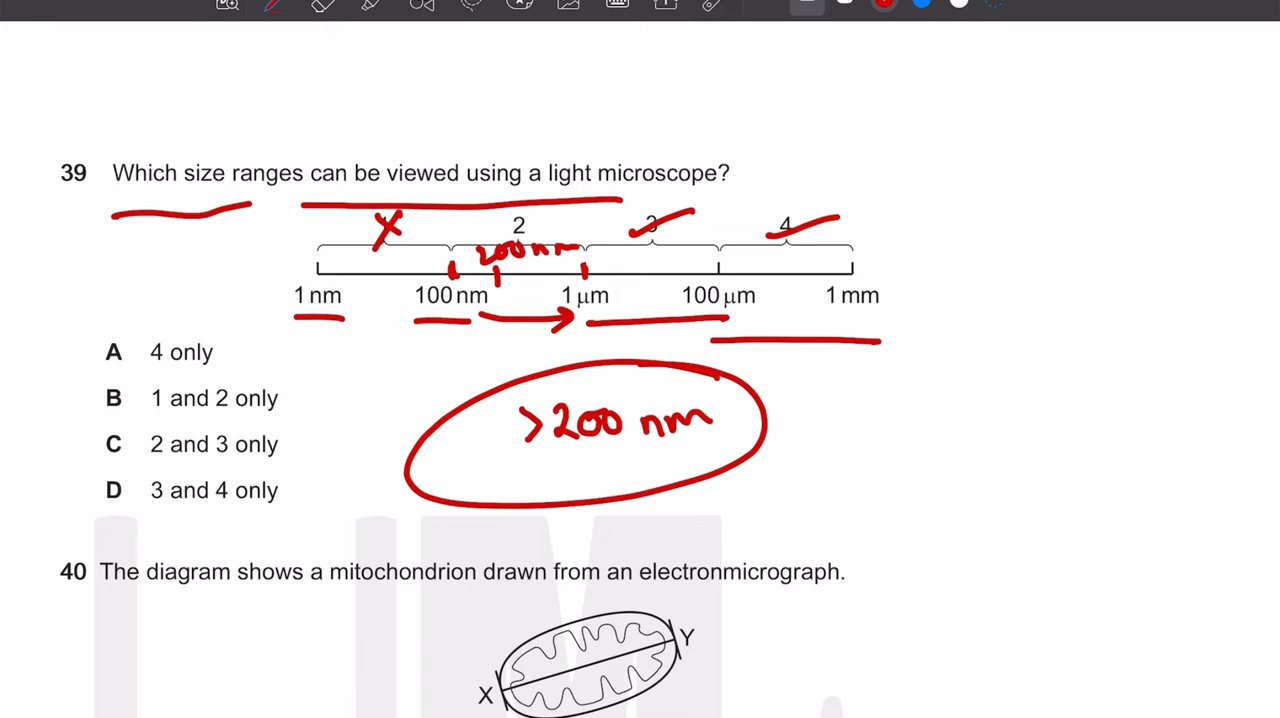 39 Which size ranges can be viewed using a light microscope?
2 3 4
200 nm
1 nm 100 nm 1 μm 100 μm 1 mm
A 4 only
B 1 and 2 only
C 2 and 3 only
D 3 and 4 only
>200 nm
40 The diagram shows a mitochondrion drawn from an electronmicrograph.
Y
X